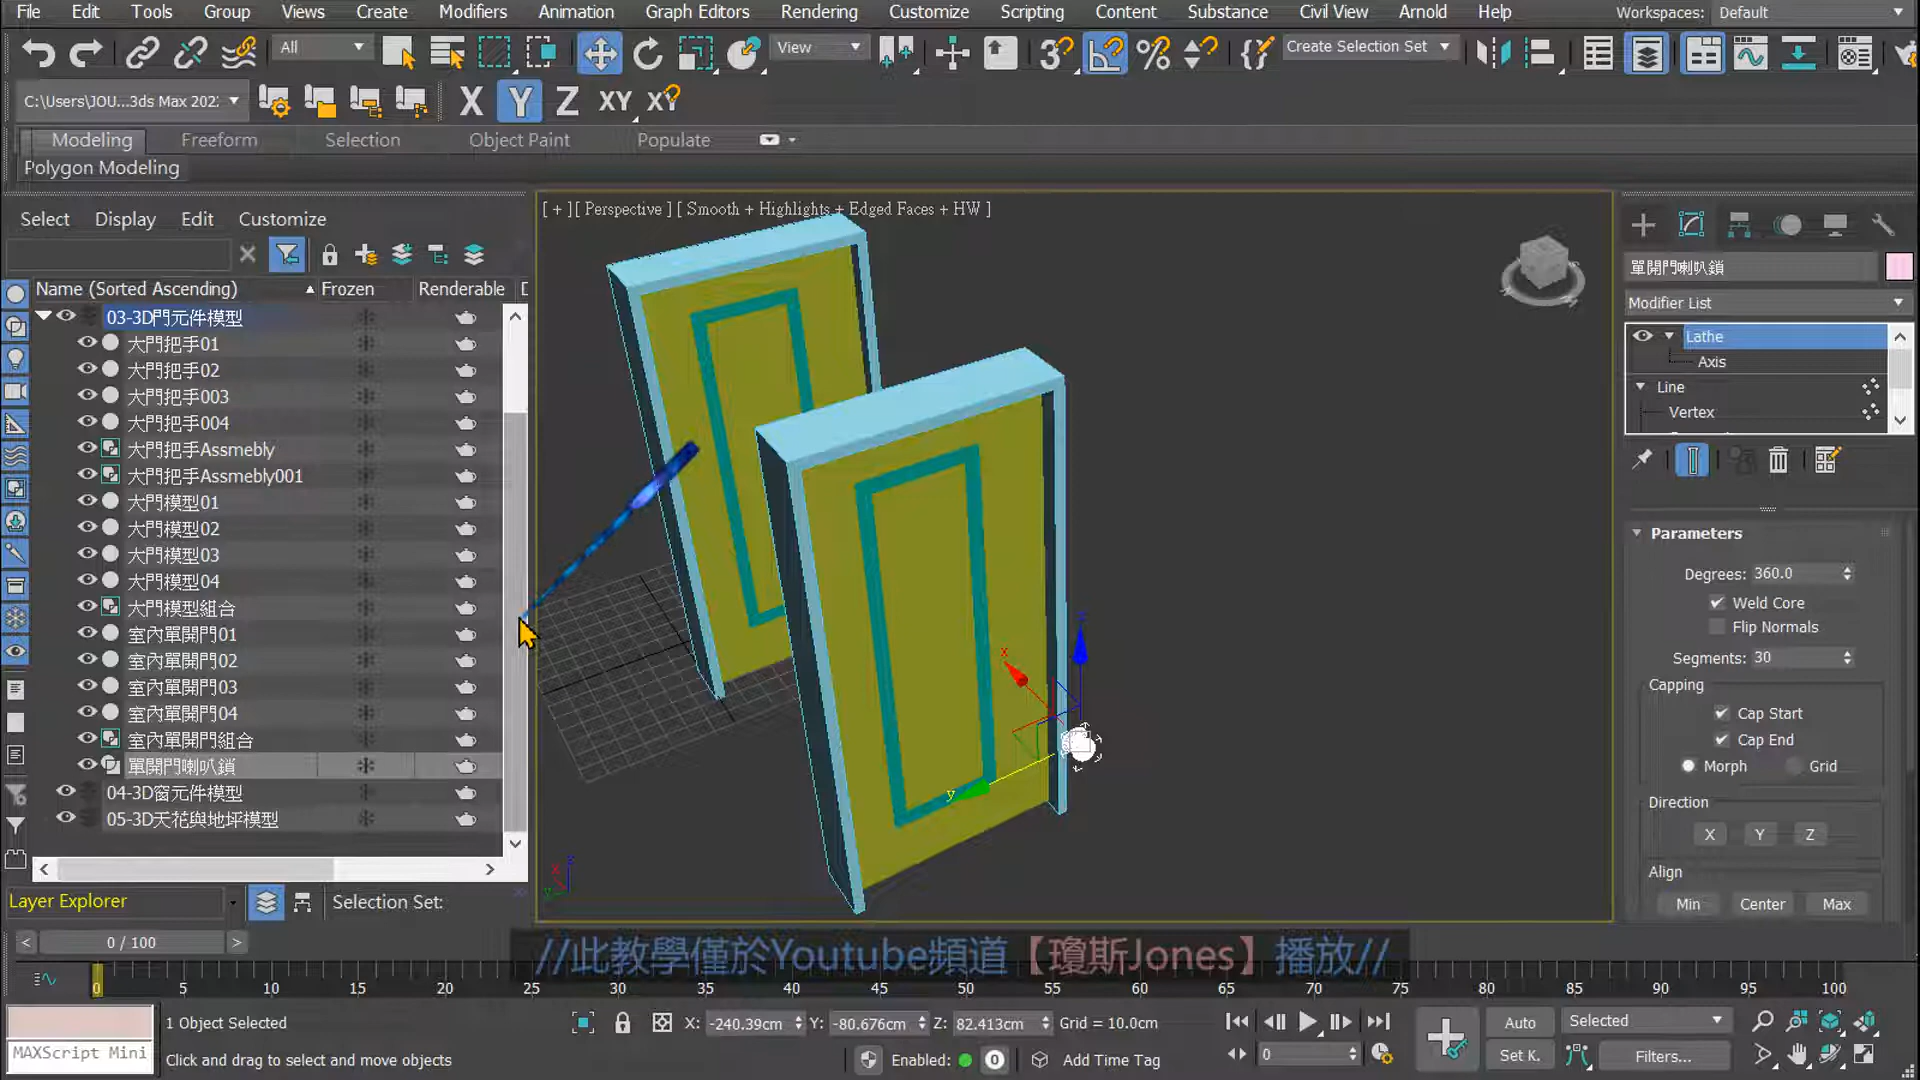 File Edit Tools Group Views Create Modifiers Animation Graph Editors Rendering Customize Scripting Content Substance Civil View Arnold Help Workspaces: Default
All View Create Selection Set
C:\Users\JOU...3ds Max 202 X Y Z XY XY
Modeling Freeform Selection Object Paint Populate
Polygon Modeling
Select Display Edit Customize
[ + ] [ Perspective ] [ Smooth + Highlights + Edged Faces + HW ]
Name (Sorted Ascending) Frozen Renderable
03-3D門元件模型
大門把手01
大門把手02
大門把手003
大門把手004
大門把手Assmebly
大門把手Assmebly001
大門模型01
大門模型02
大門模型03
大門模型04
大門模型組合
室內單開門01
室內單開門02
室內單開門03
室內單開門04
室內單開門組合
單開門喇叭鎖
04-3D窗元件模型
05-3D天花與地坪模型
Layer Explorer Selection Set:
單開門喇叭鎖
Modifier List
Lathe
Axis
Line
Vertex
Parameters
Degrees: 360.0
Weld Core
Flip Normals
Segments: 30
Capping
Cap Start
Cap End
Morph Grid
Direction
X Y Z
Align
Min Center Max
x
y
z
0 / 100
//此教學僅於Youtube頻道【瓊斯Jones】播放//
0 5 10 15 20 25 30 35 40 45 50 55 60 65 70 75 80 85 90 95 100
1 Object Selected X: -240.39cm Y: -80.676cm Z: 82.413cm Grid = 10.0cm Auto Selected
MAXScript Mini Click and drag to select and move objects Enabled: 0 Add Time Tag 0 Set K. Filters...